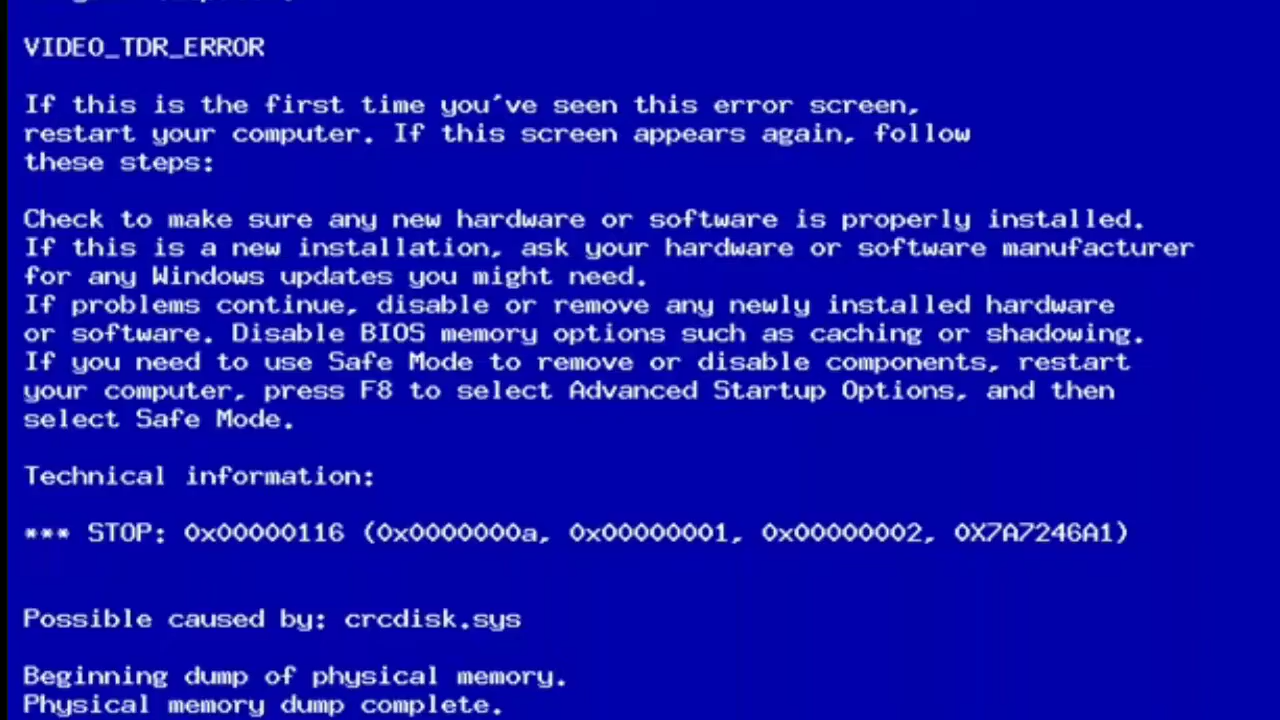 VIDEO_TDR_ERROR
If this is the first time you've seen this error screen,
restart your computer. If this screen appears again, follow
these steps:
Check to make sure any new hardware or software is properly installed.
If this is a new installation, ask your hardware or software manufacturer
for any Windows updates you might need.
If problems continue, disable or remove any newly installed hardware
or software. Disable BIOS memory options such as caching or shadowing.
If you need to use Safe Mode to remove or disable components, restart
your computer, press F8 to select Advanced Startup Options, and then
select Safe Mode.
Technical information:
*** STOP: 0x00000116 (0x0000000a, 0x00000001, 0x00000002, 0X7A7246A1)
Possible caused by: crcdisk.sys
Beginning dump of physical memory.
Physical memory dump complete.